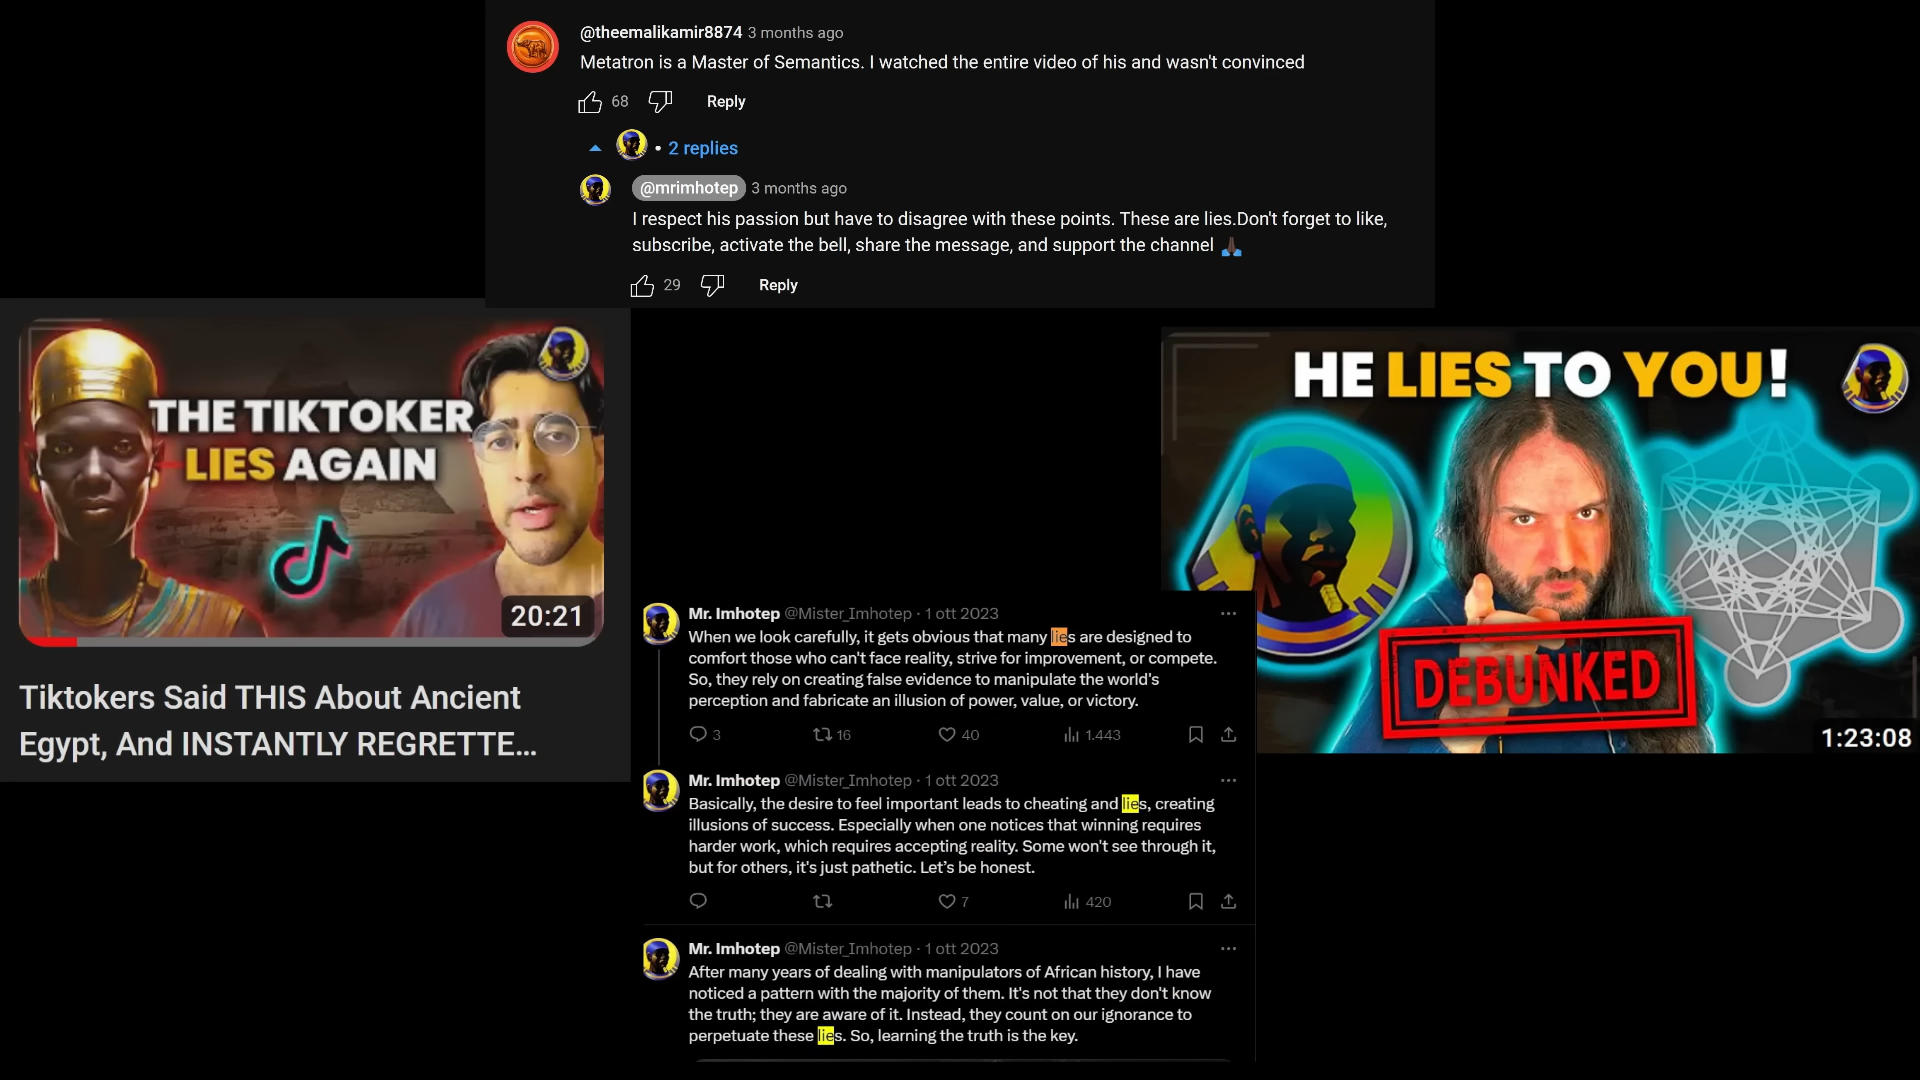 @theemalikamir8874 3 months ago
Metatron is a Master of Semantics. I watched the entire video of his and wasn't convinced
68 Reply
• 2 replies
@mrimhotep 3 months ago
I respect his passion but have to disagree with these points. These are lies.Don't forget to like,
subscribe, activate the bell, share the message, and support the channel 🙏🏿
29 Reply
THE TIKTOKER
LIES AGAIN
20:21
Tiktokers Said THIS About Ancient
Egypt, And INSTANTLY REGRETTE...
HE LIES TO YOU!
DEBUNKED
1:23:08
Mr. Imhotep @Mister_Imhotep · 1 ott 2023
When we look carefully, it gets obvious that many lies are designed to
comfort those who can't face reality, strive for improvement, or compete.
So, they rely on creating false evidence to manipulate the world's
perception and fabricate an illusion of power, value, or victory.
3 16 40 1.443
Mr. Imhotep @Mister_Imhotep · 1 ott 2023
Basically, the desire to feel important leads to cheating and lies, creating
illusions of success. Especially when one notices that winning requires
harder work, which requires accepting reality. Some won't see through it,
but for others, it's just pathetic. Let’s be honest.
7 420
Mr. Imhotep @Mister_Imhotep · 1 ott 2023
After many years of dealing with manipulators of African history, I have
noticed a pattern with the majority of them. It's not that they don't know
the truth; they are aware of it. Instead, they count on our ignorance to
perpetuate these lies. So, learning the truth is the key.